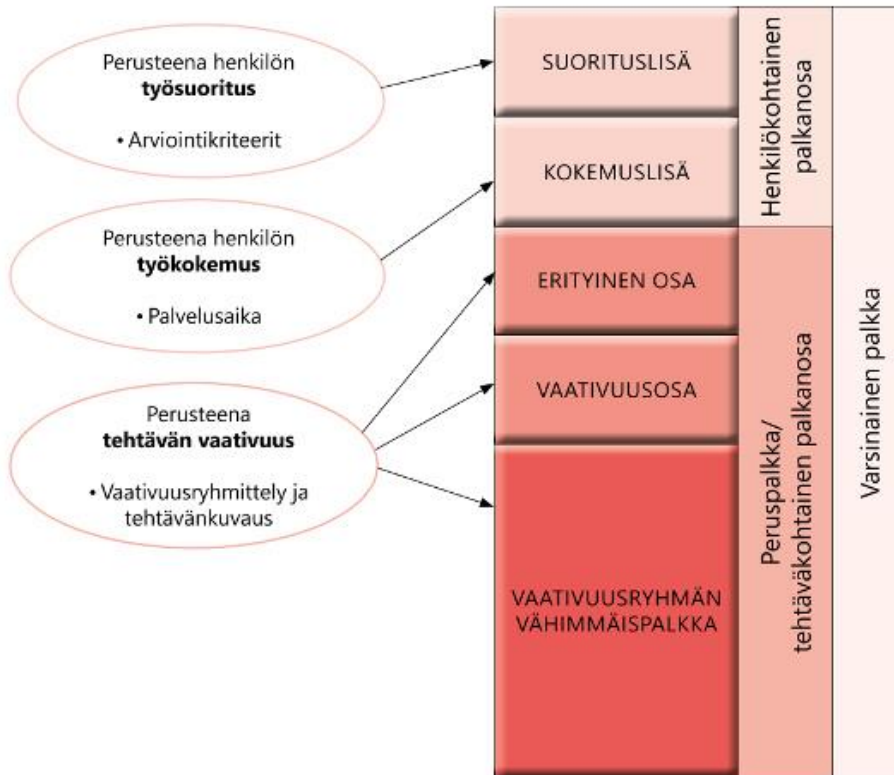 Perusteena henkilön
työsuoritus
• Arviointikriteerit
Perusteena henkilön
työkokemus
• Palvelusaika
Perusteena
tehtävän vaativuus
• Vaativuusryhmittely ja
tehtävänkuvaus
SUORITUSLISÄ
KOKEMUSLISÄ
ERITYINEN OSA
VAATIVUUSOSA
VAATIVUUSRYHMÄN
VÄHIMMÄISPALKKA
Henkilökohtainen
palkanosa
Peruspalkka/
tehtäväkohtainen palkanosa
Varsinainen palkka